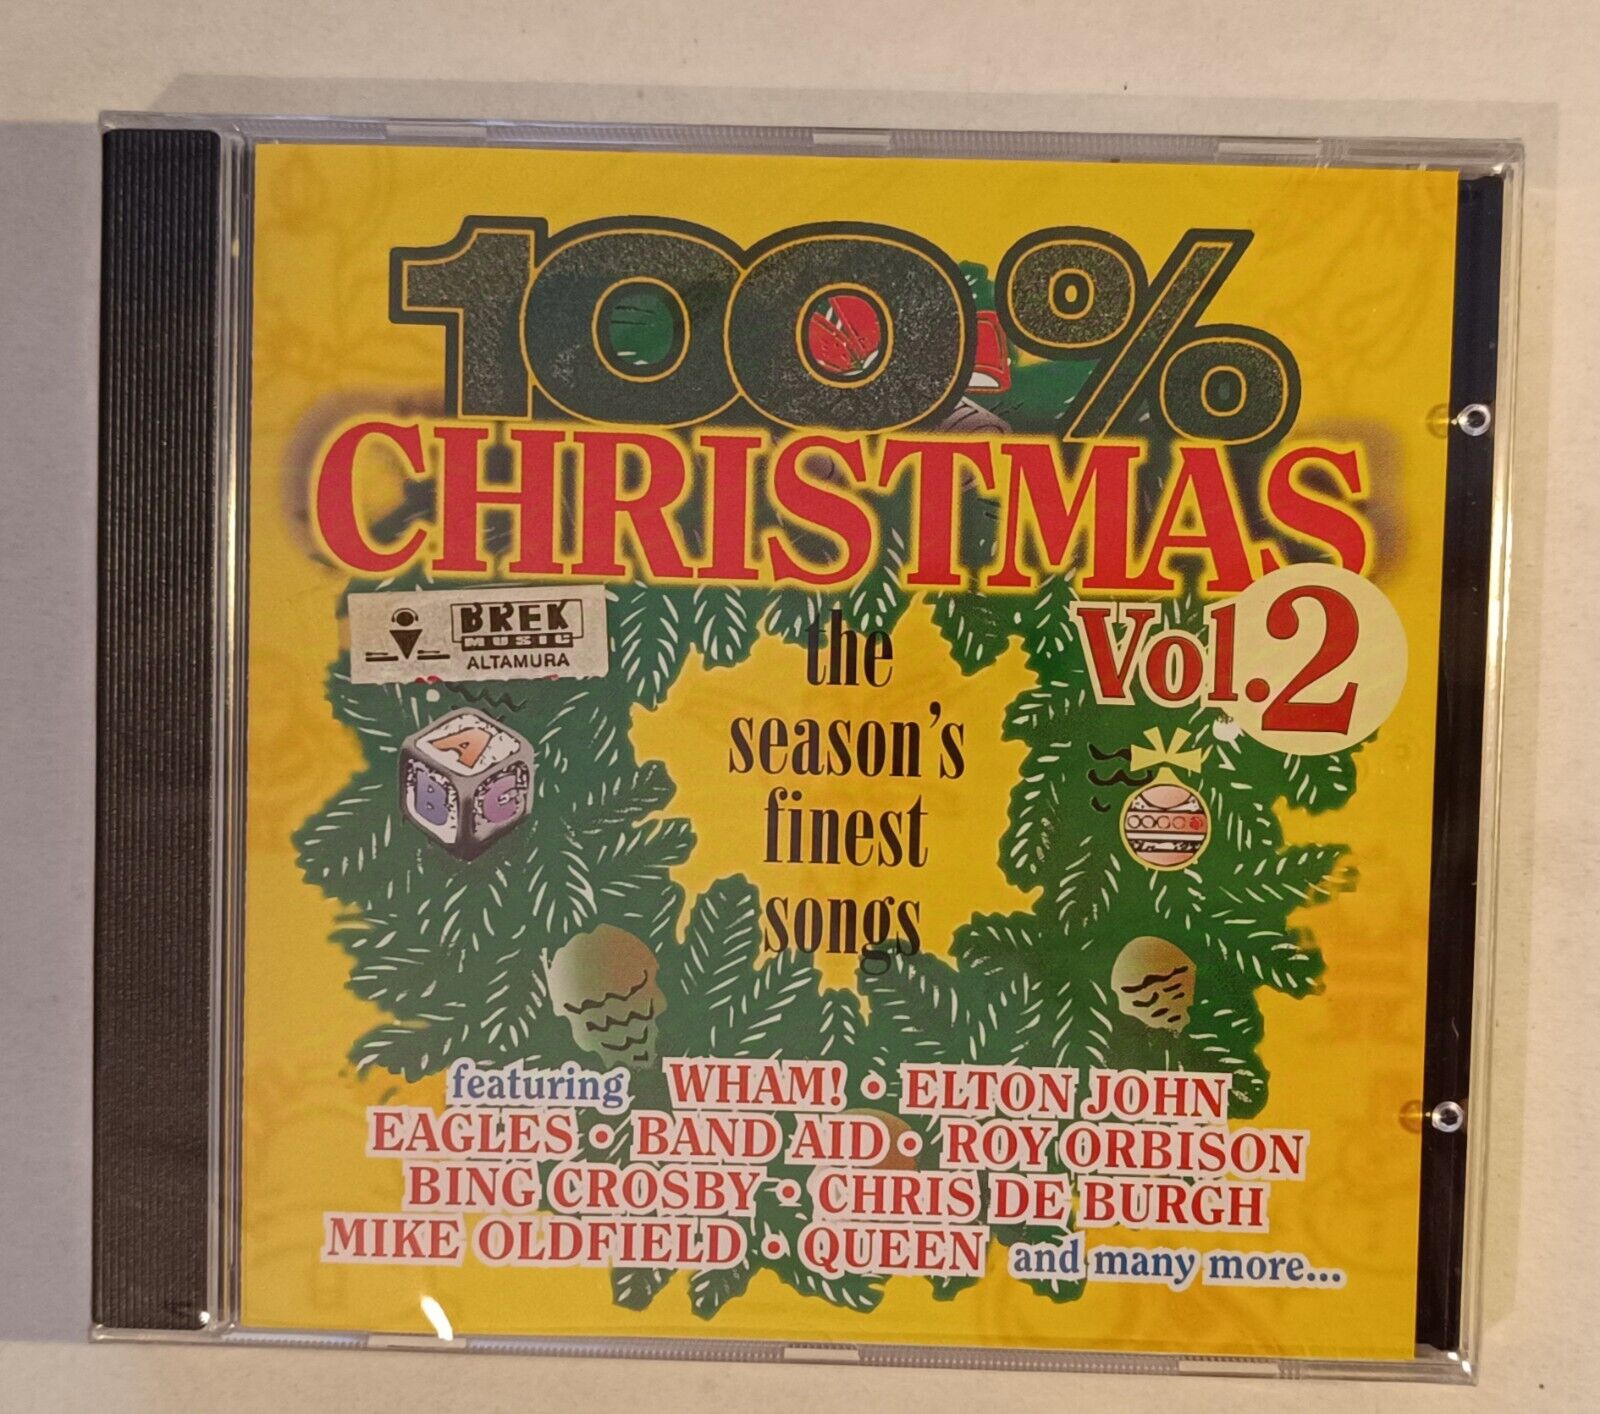 100%
CHRISTMAS
Vol.2
BREK
MUSIC
ALTAMURA
the
season's
finest
songs
A
B C
featuring WHAM! • ELTON JOHN
EAGLES • BAND AID • ROY ORBISON
BING CROSBY • CHRIS DE BURGH
MIKE OLDFIELD • QUEEN and many more...